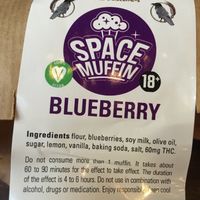 SPACE
MUFFIN
18+
BLUEBERRY
Ingredients flour, blueberries, soy milk, olive oil,
sugar, lemon, vanilla, baking soda, salt, 60mg THC.
Do not consume more than 1 muffin. It takes about
60 to 90 minutes for the effect to take effect. The duration
of the effect is 4 to 6 hours. Do not use in combination with
alcohol, drugs or medication. Enjoy responsibly
cool